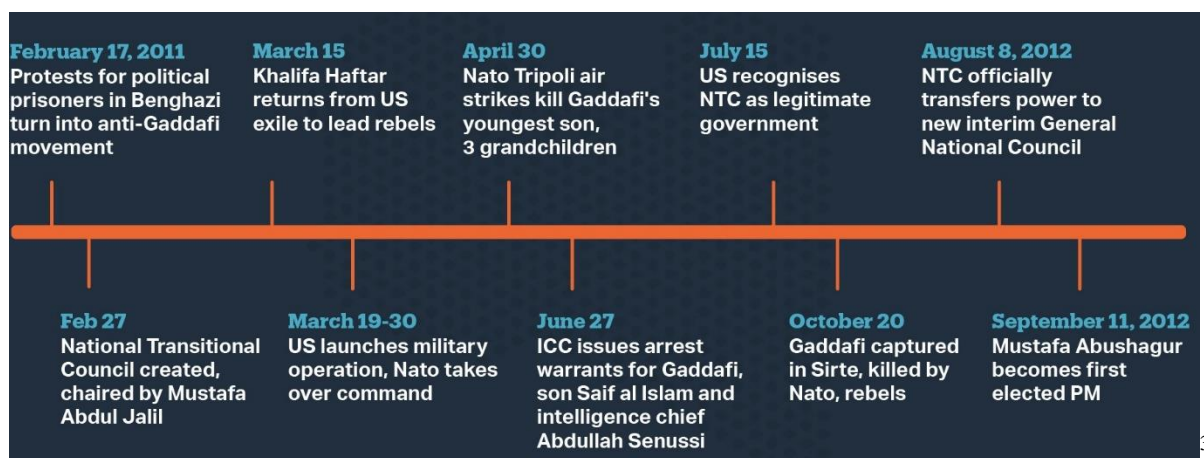 February 17, 2011
Protests for political
prisoners in Benghazi
turn into anti-Gaddafi
movement
March 15
Khalifa Haftar
returns from US
exile to lead rebels
April 30
Nato Tripoli air
strikes kill Gaddafi's
youngest son,
3 grandchildren
July 15
US recognises
NTC as legitimate
government
August 8, 2012
NTC officially
transfers power to
new interim General
National Council
Feb 27
National Transitional
Council created,
chaired by Mustafa
Abdul Jalil
March 19-30
US launches military
operation, Nato takes
over command
June 27
ICC issues arrest
warrants for Gaddafi,
son Saif al Islam and
intelligence chief
Abdullah Senussi
October 20
Gaddafi captured
in Sirte, killed by
Nato, rebels
September 11, 2012
Mustafa Abushagur
becomes first
elected PM